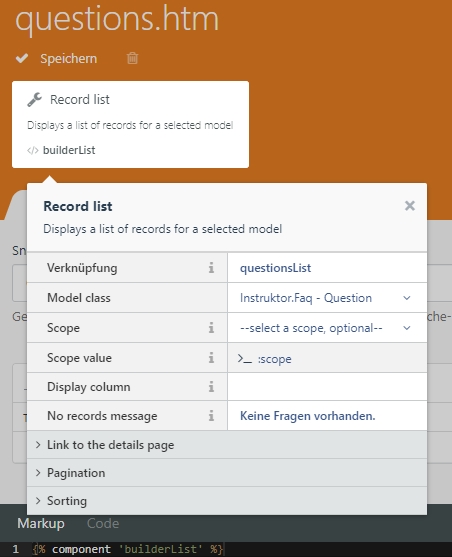 questions.htm
Speichern
Record list
Displays a list of records for a selected model
</> builderList
Record list ×
Displays a list of records for a selected model
Verknüpfung i questionsList
Model class i Instruktor.Faq - Question
Scope i --select a scope, optional--
Scope value i >_ :scope
Display column i
No records message i Keine Fragen vorhanden.
> Link to the details page
> Pagination
> Sorting
Sn
Ge
che-
Markup Code
1 {% component 'builderList' %}